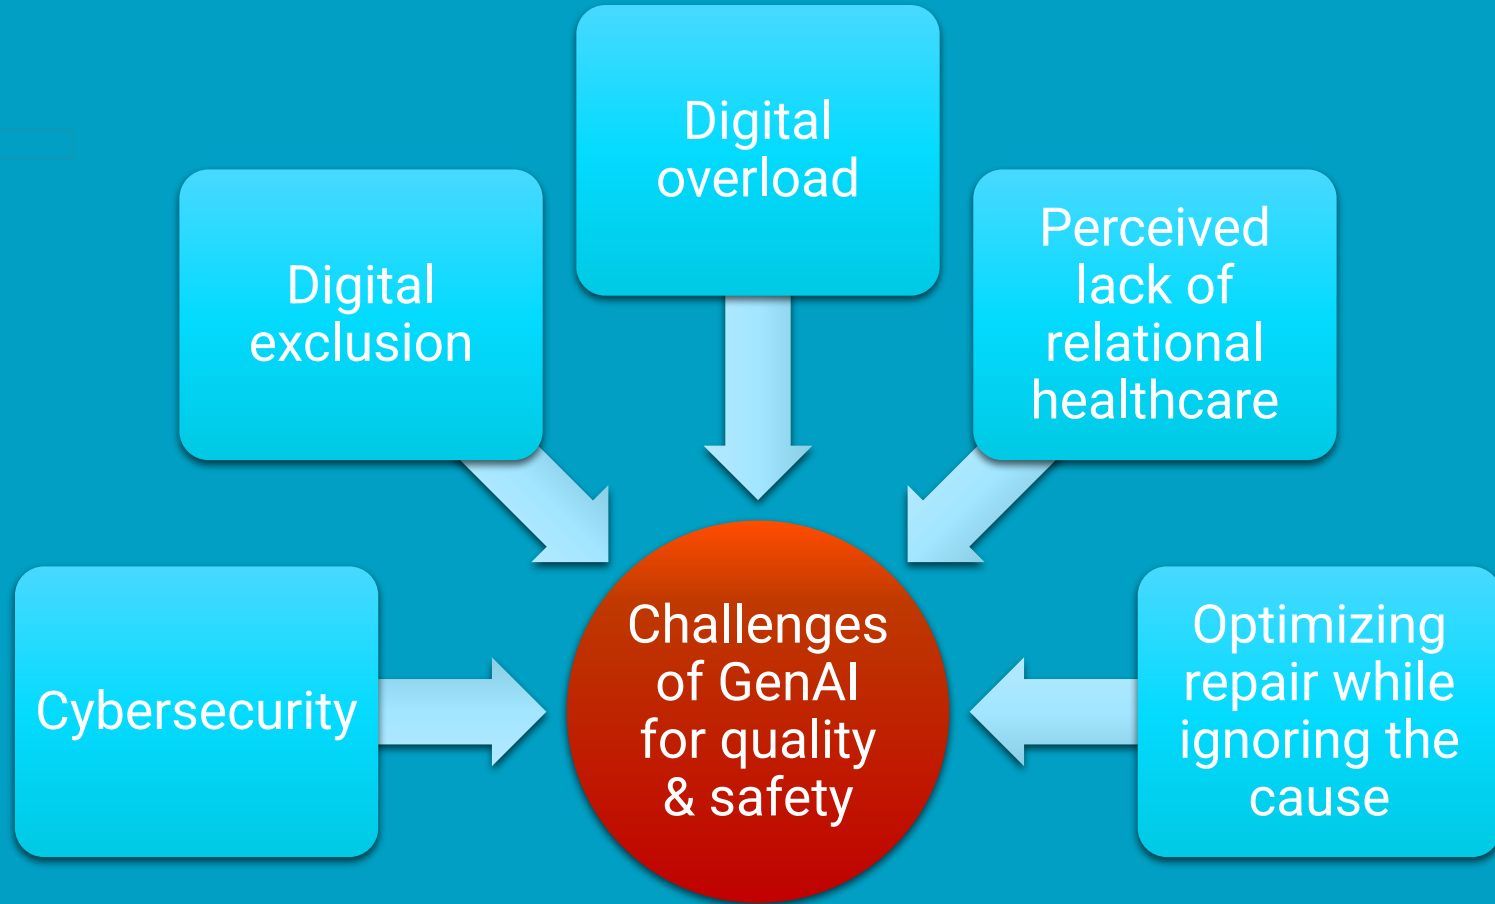 Digital
overload
Digital
exclusion
Perceived
lack of
relational
healthcare
Cybersecurity
Challenges
of GenAI
for quality
& safety
Optimizing
repair while
ignoring the
cause